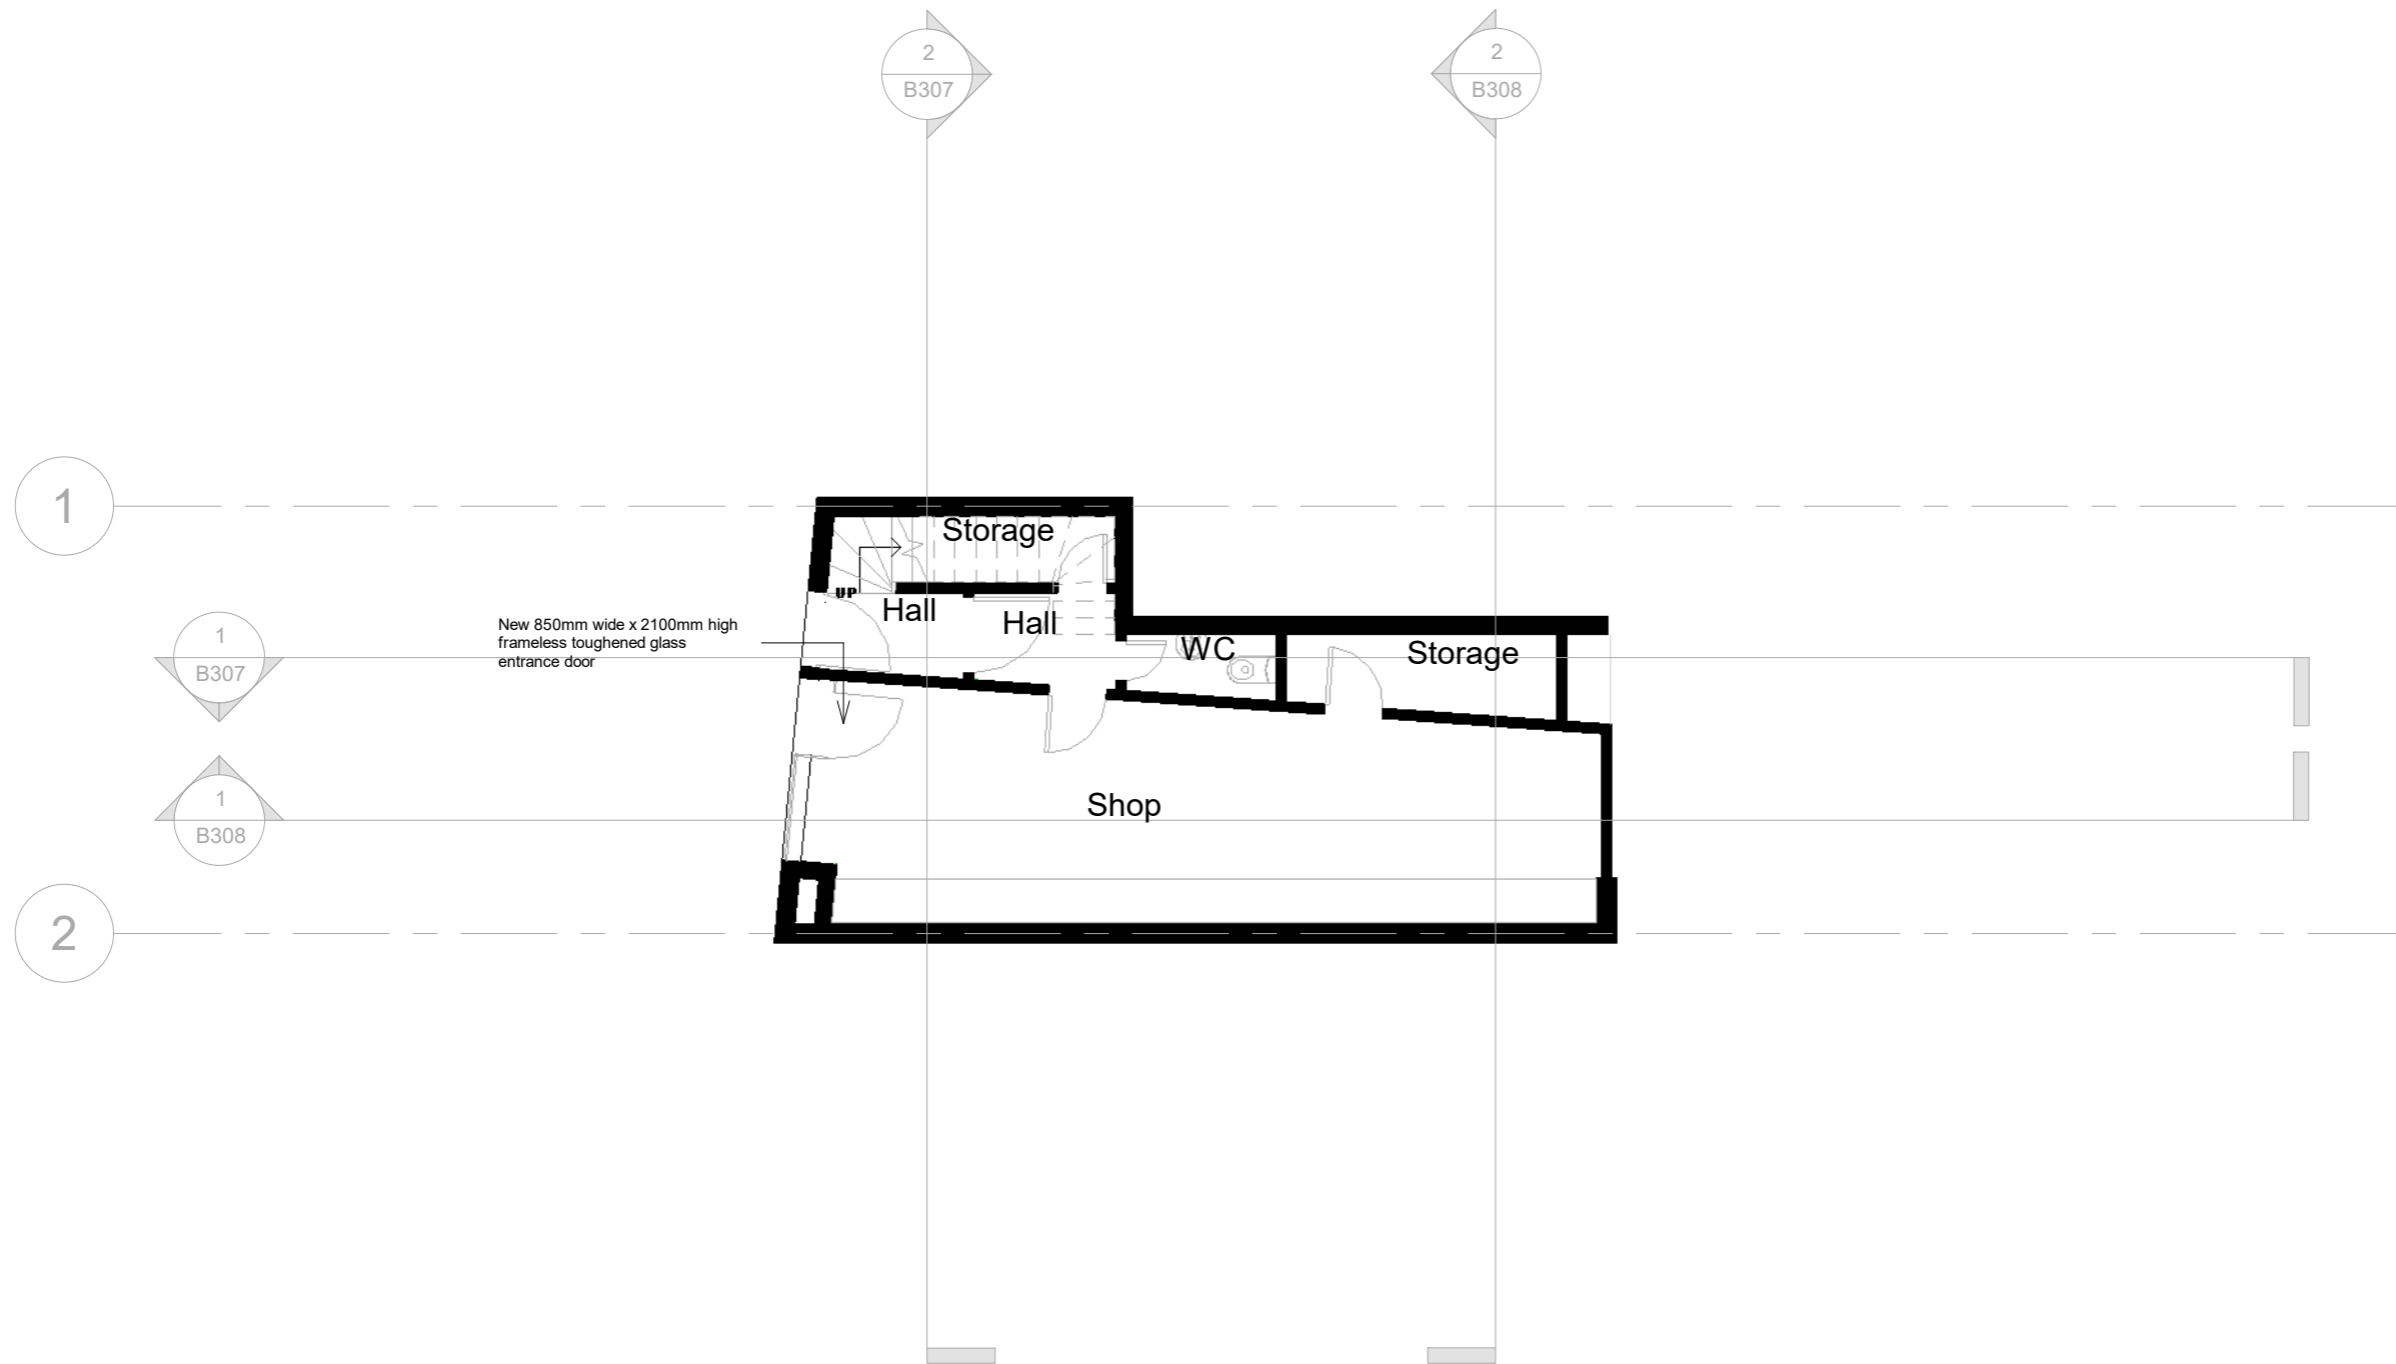 2
B307
2
B308
1
Storage
UP
Hall
Hall
New 850mm wide x 2100mm high
frameless toughened glass
entrance door
1
B307
WC
Storage
1
B308
Shop
2